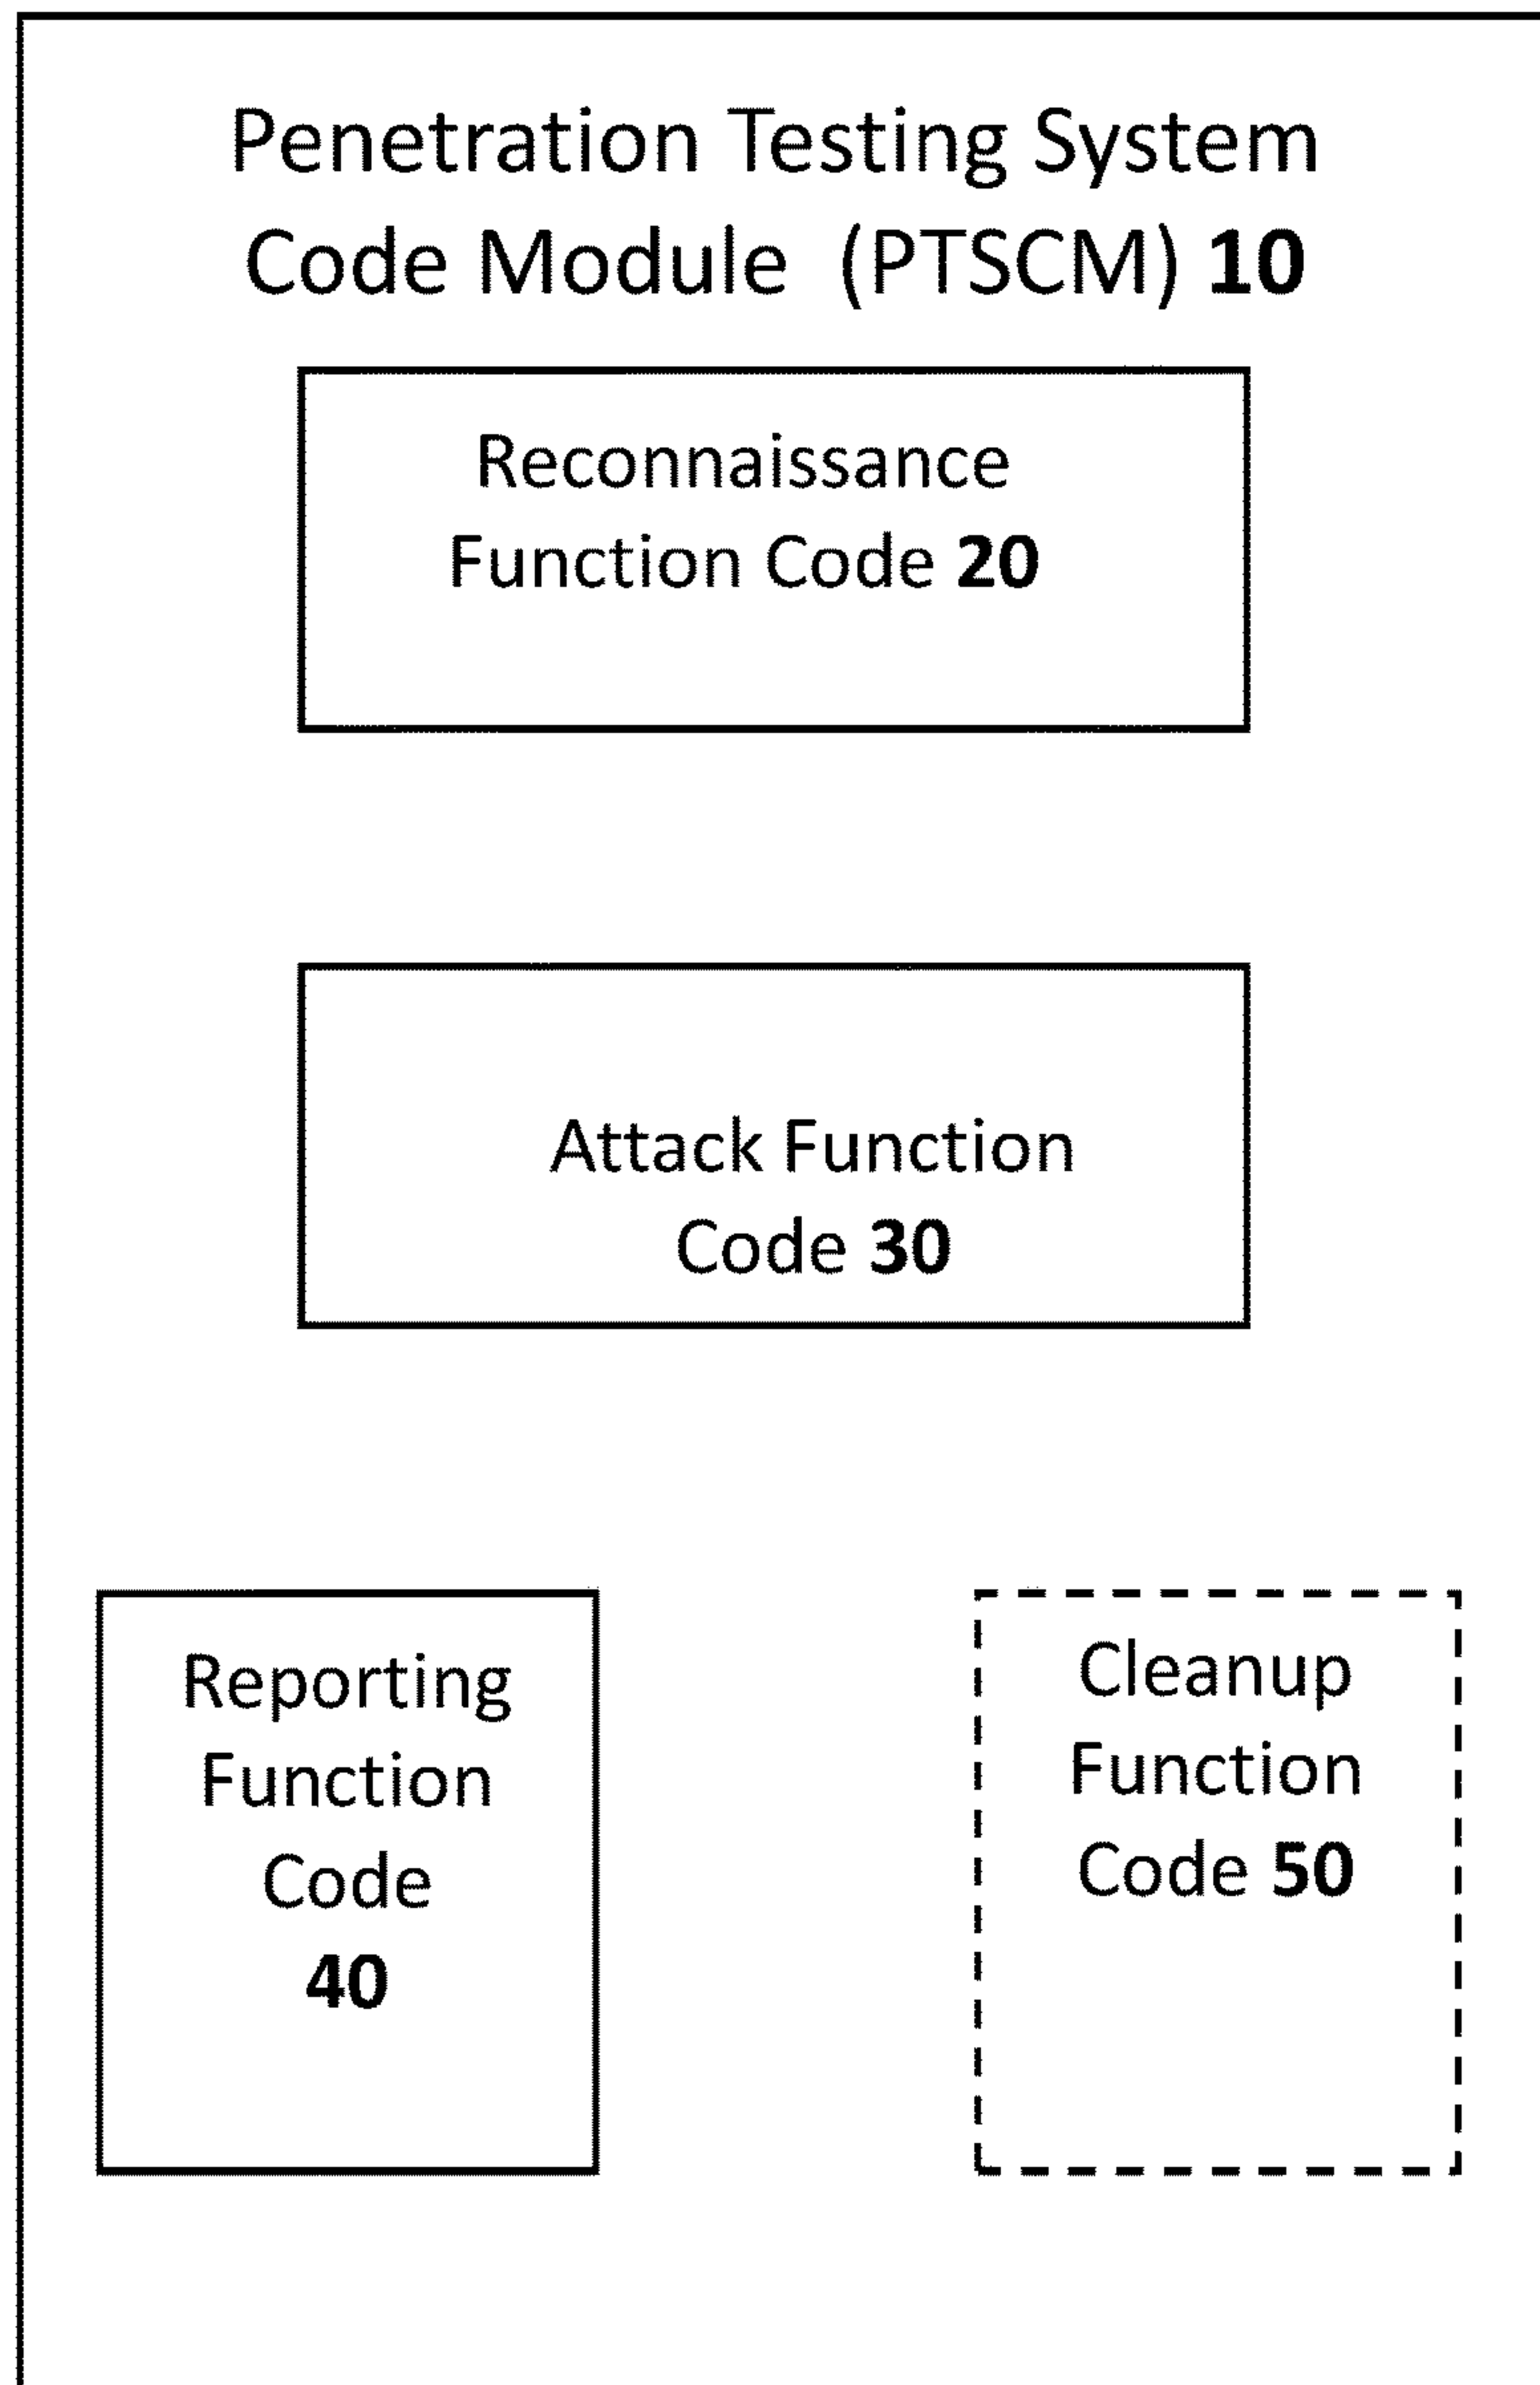 Penetration Testing System
Code Module (PTSCM) 10
Reconnaissance
Function Code 20
Attack Function
Code 30
Reporting
Function
Code
40
Cleanup
Function
Code 50